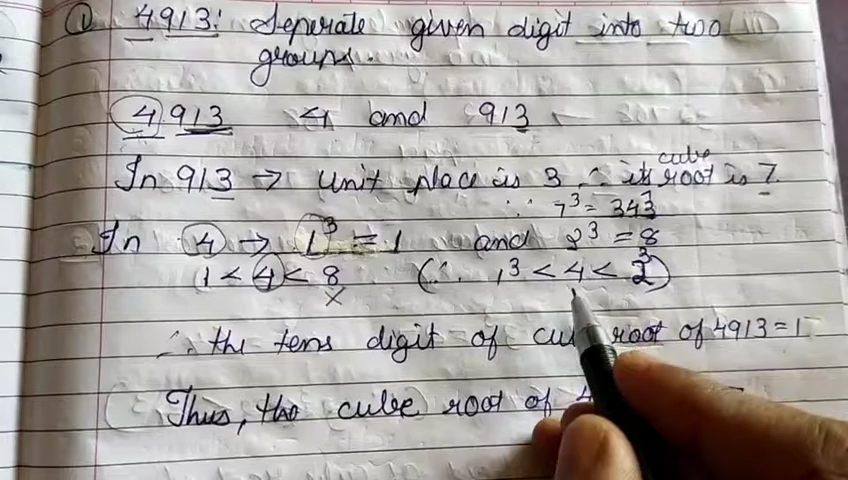 ① 4913: Seperate given digit into two
groups.
4 913 4 and 913
In 913 → unit place is 3 ∴ it's cube root is 7
∵ 7³ = 343
In 4 → 1³ = 1 and 2³ = 8
1 < 4 < 8 (∴ 1³ < 4 < 2³)
×
∴ the tens digit of cube root of 4913 = 1
Thus, the cube root of